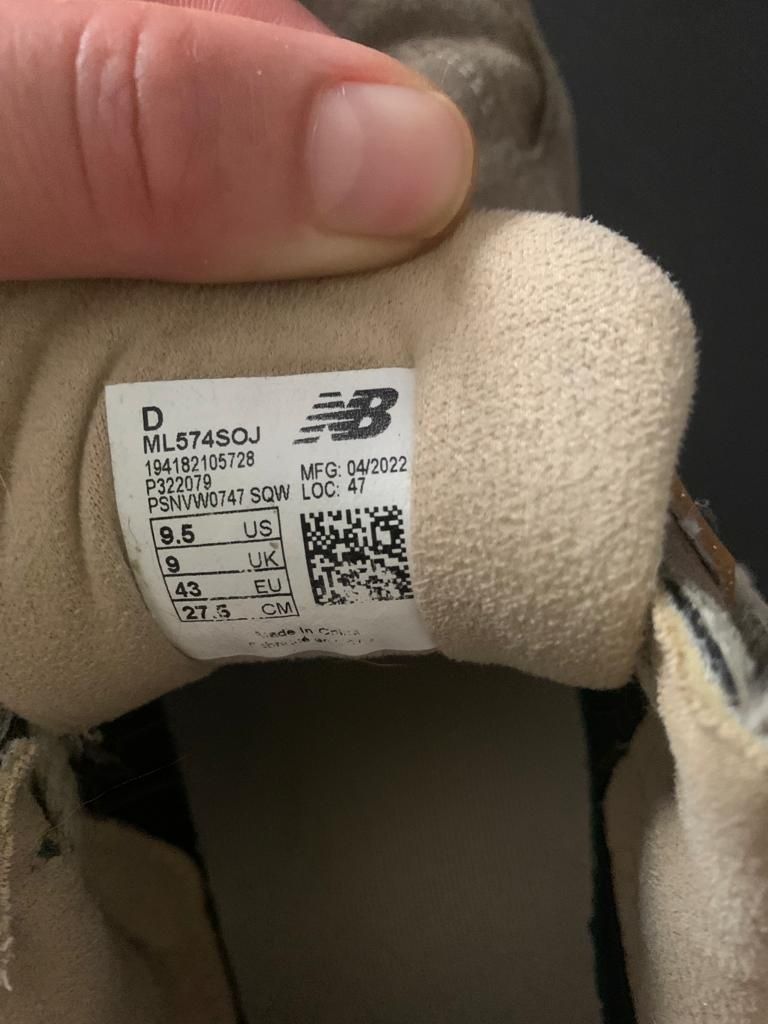 D
NB
ML574SOJ
194182105728
P322079
PSNVW0747 SQW
MFG: 04/2022
LOC: 47
9.5 US
9 UK
43 EU
27.5 CM
Made In